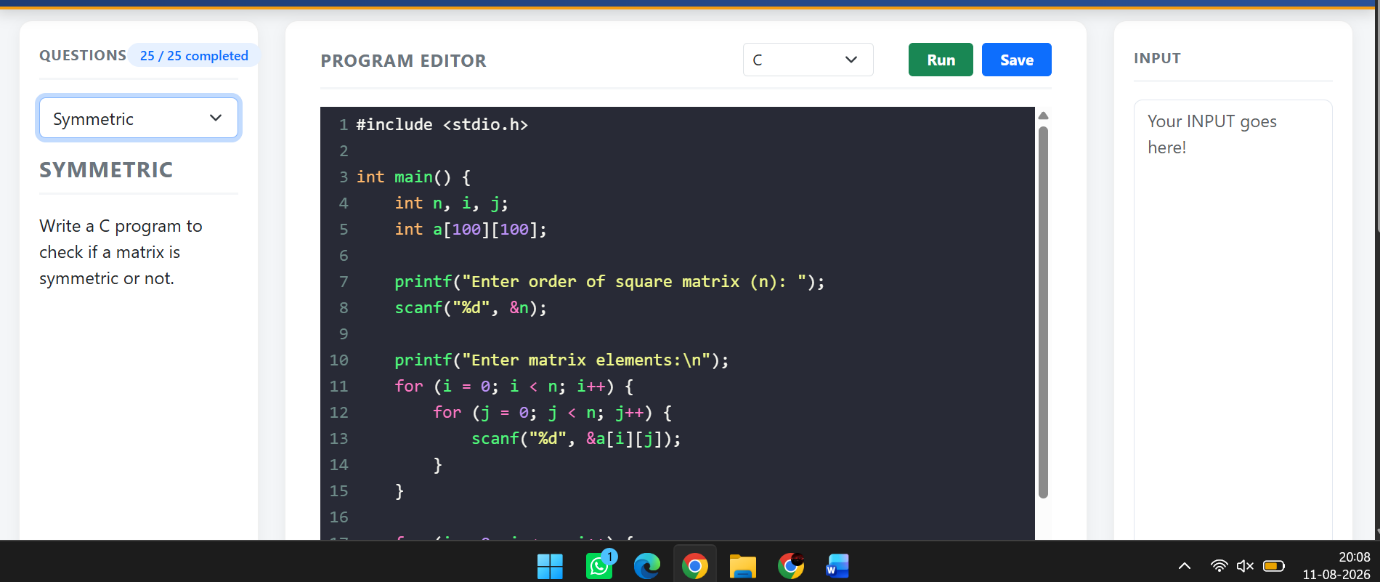 QUESTIONS 25 / 25 completed
Symmetric
SYMMETRIC
Write a C program to
check if a matrix is
symmetric or not.
PROGRAM EDITOR
C
Run
Save
1 #include <stdio.h>
2
3 int main() {
4     int n, i, j;
5     int a[100][100];
6
7     printf("Enter order of square matrix (n): ");
8     scanf("%d", &n);
9
10     printf("Enter matrix elements:\n");
11     for (i = 0; i < n; i++) {
12         for (j = 0; j < n; j++) {
13             scanf("%d", &a[i][j]);
14         }
15     }
16
INPUT
Your INPUT goes
here!
1
W
20:08
11-08-2026